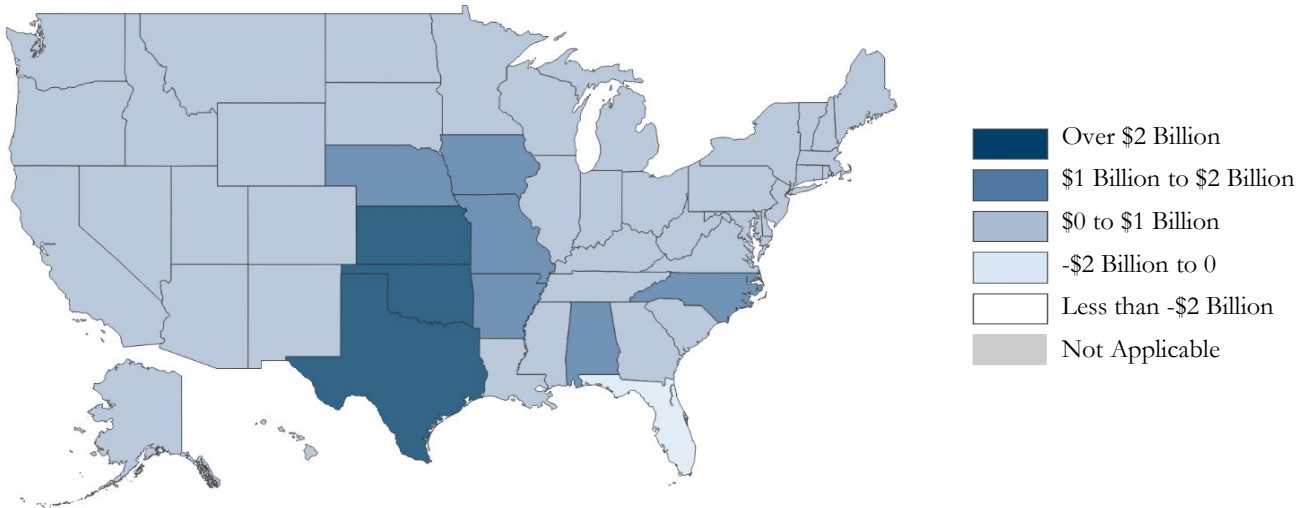 Over $2 Billion
$1 Billion to $2 Billion
$0 to $1 Billion
-$2 Billion to 0
Less than -$2 Billion
Not Applicable